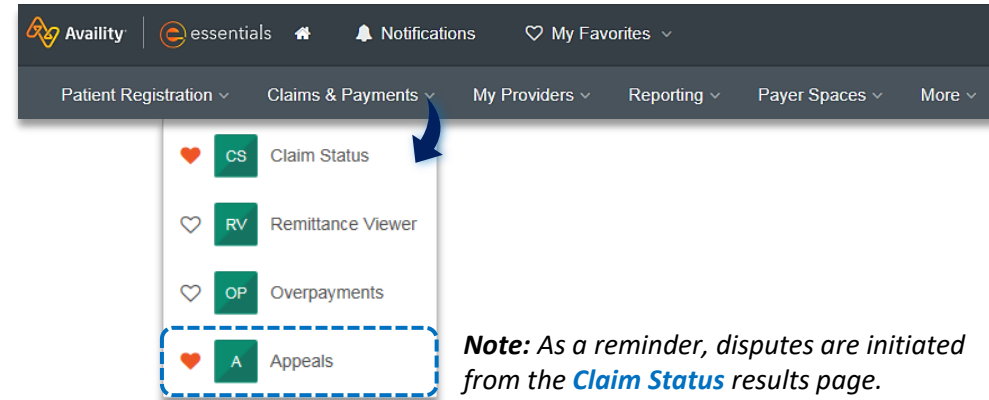 Availity essentials Notifications My Favorites
Patient Registration Claims & Payments My Providers Reporting Payer Spaces More
CS Claim Status
RV Remittance Viewer
OP Overpayments
A Appeals
Note: As a reminder, disputes are initiated
from the Claim Status results page.